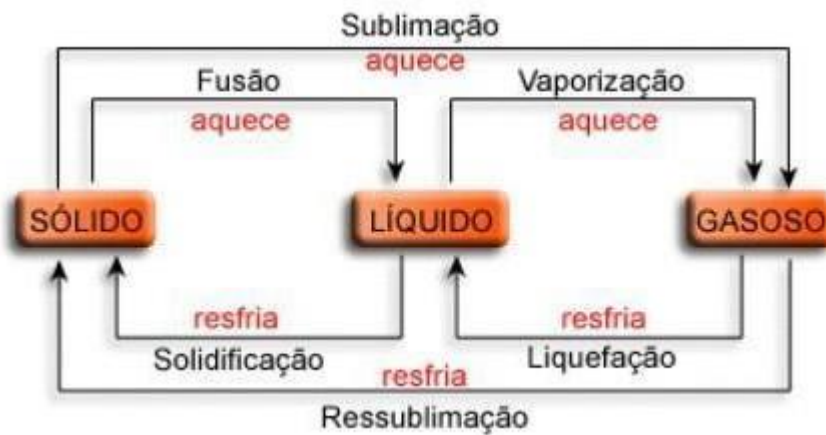 Sublimação
aquece
Fusão
aquece
Vaporização
aquece
SÓLIDO
LÍQUIDO
GASOSO
resfria
Solidificação
resfria
Liquefação
resfria
Ressublimação